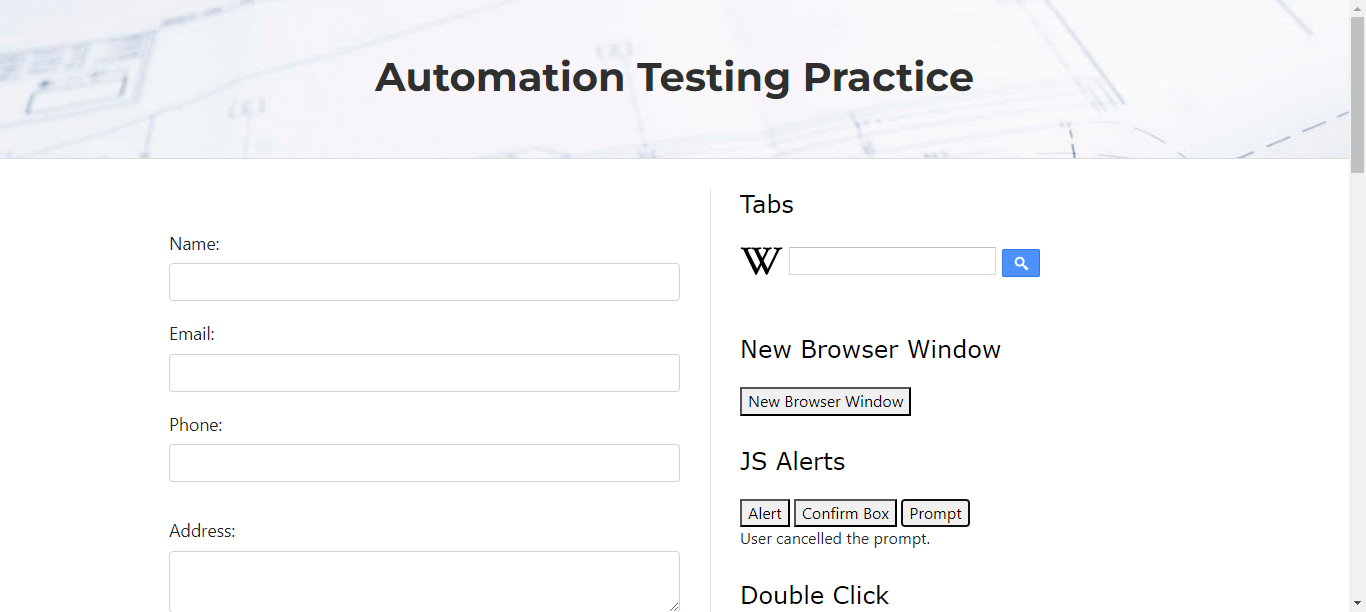 Automation Testing Practice
Name:
Email:
Phone:
Address:
Tabs
W
New Browser Window
New Browser Window
JS Alerts
Alert Confirm Box Prompt
User cancelled the prompt.
Double Click